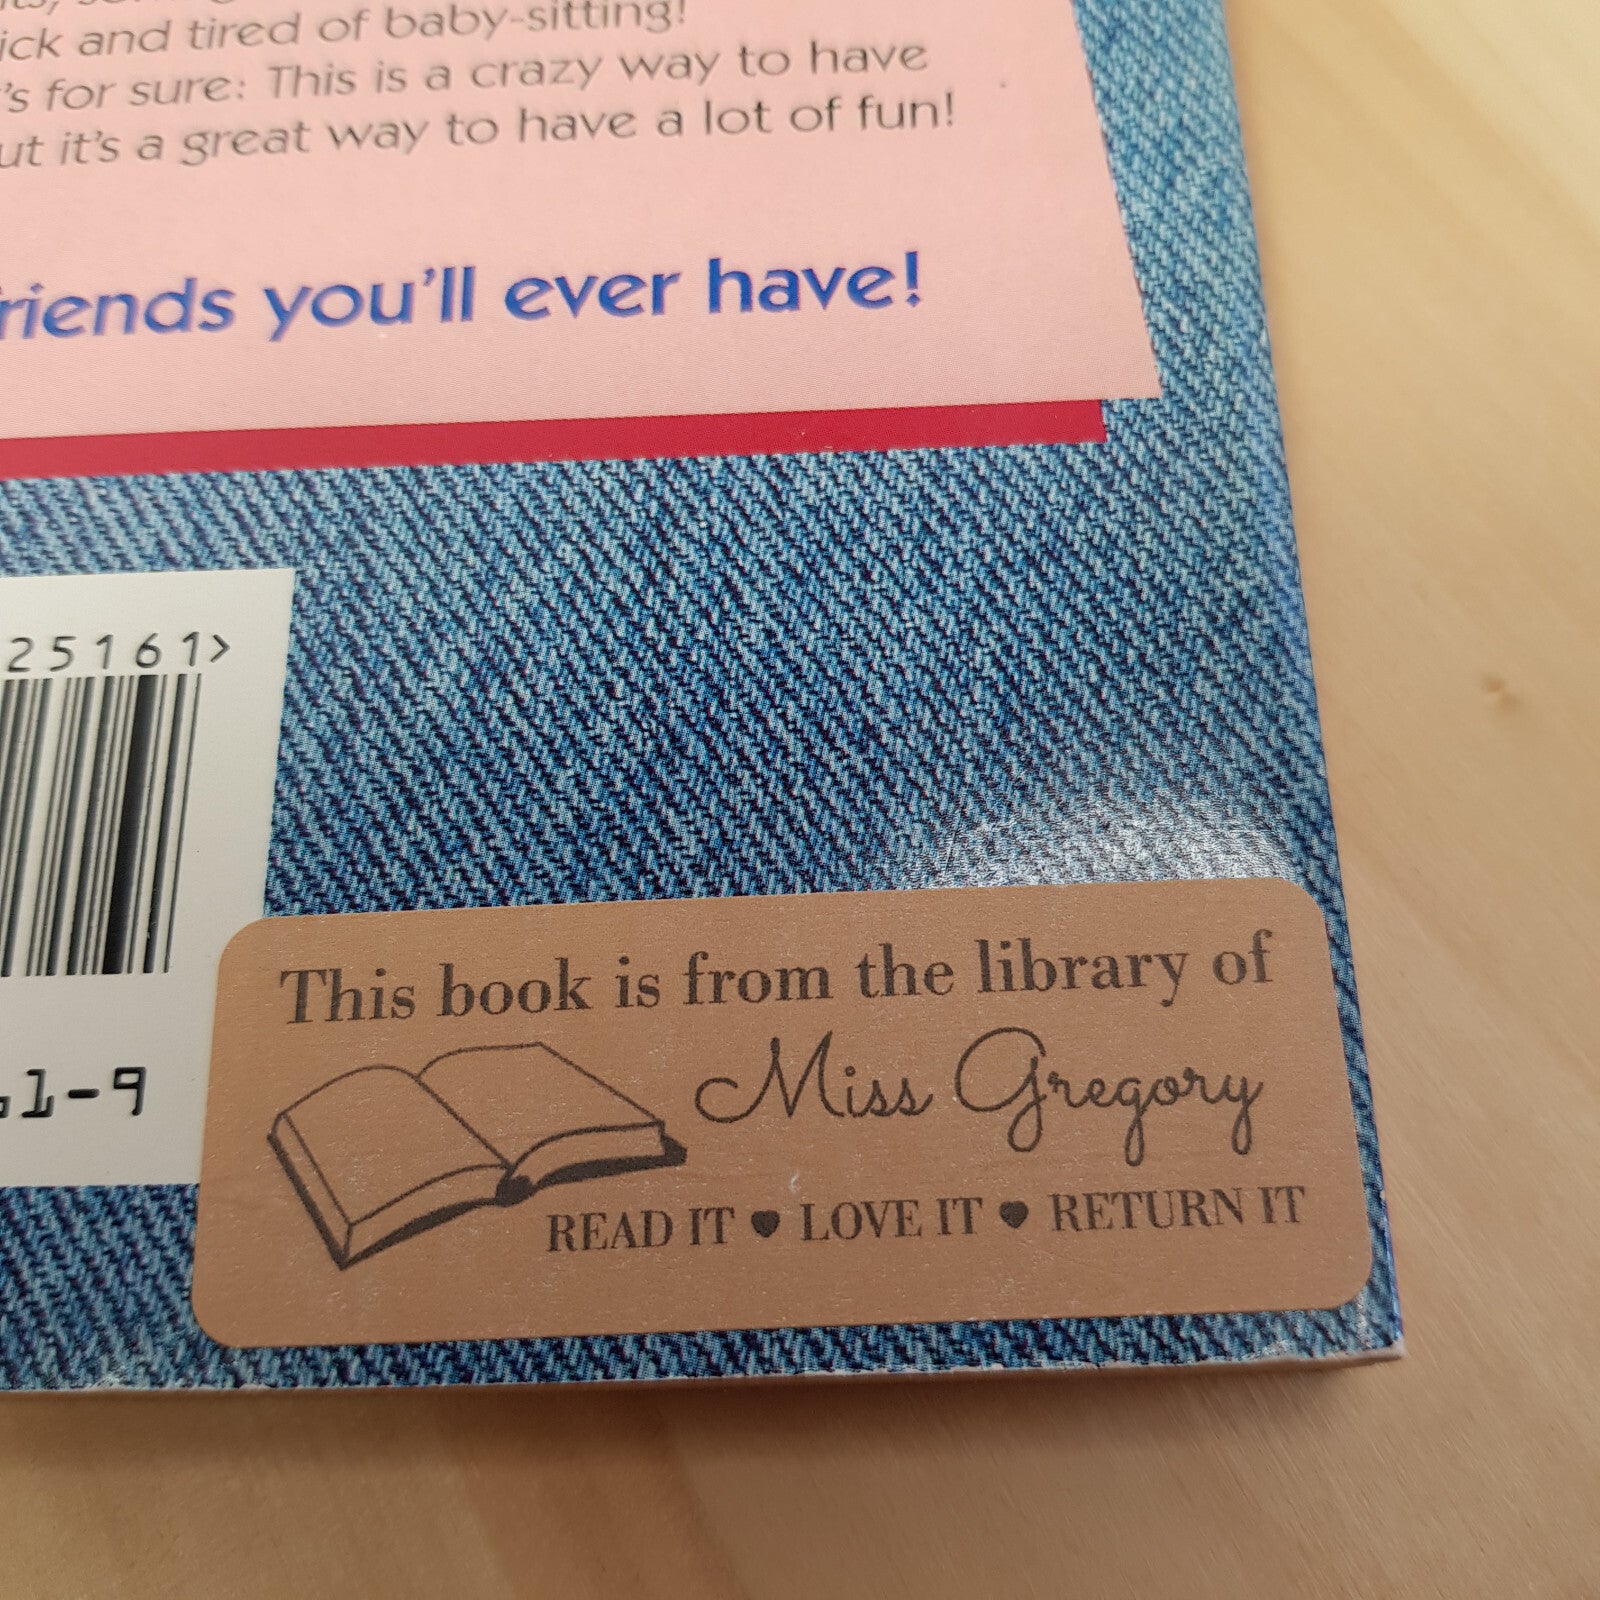 ick and tired of baby-sitting!
's for sure: This is a crazy way to have
ut it's a great way to have a lot of fun!
riends you'll ever have!
25161>
1-9
This book is from the library of
Miss Gregory
READ IT ♥ LOVE IT ♥ RETURN IT